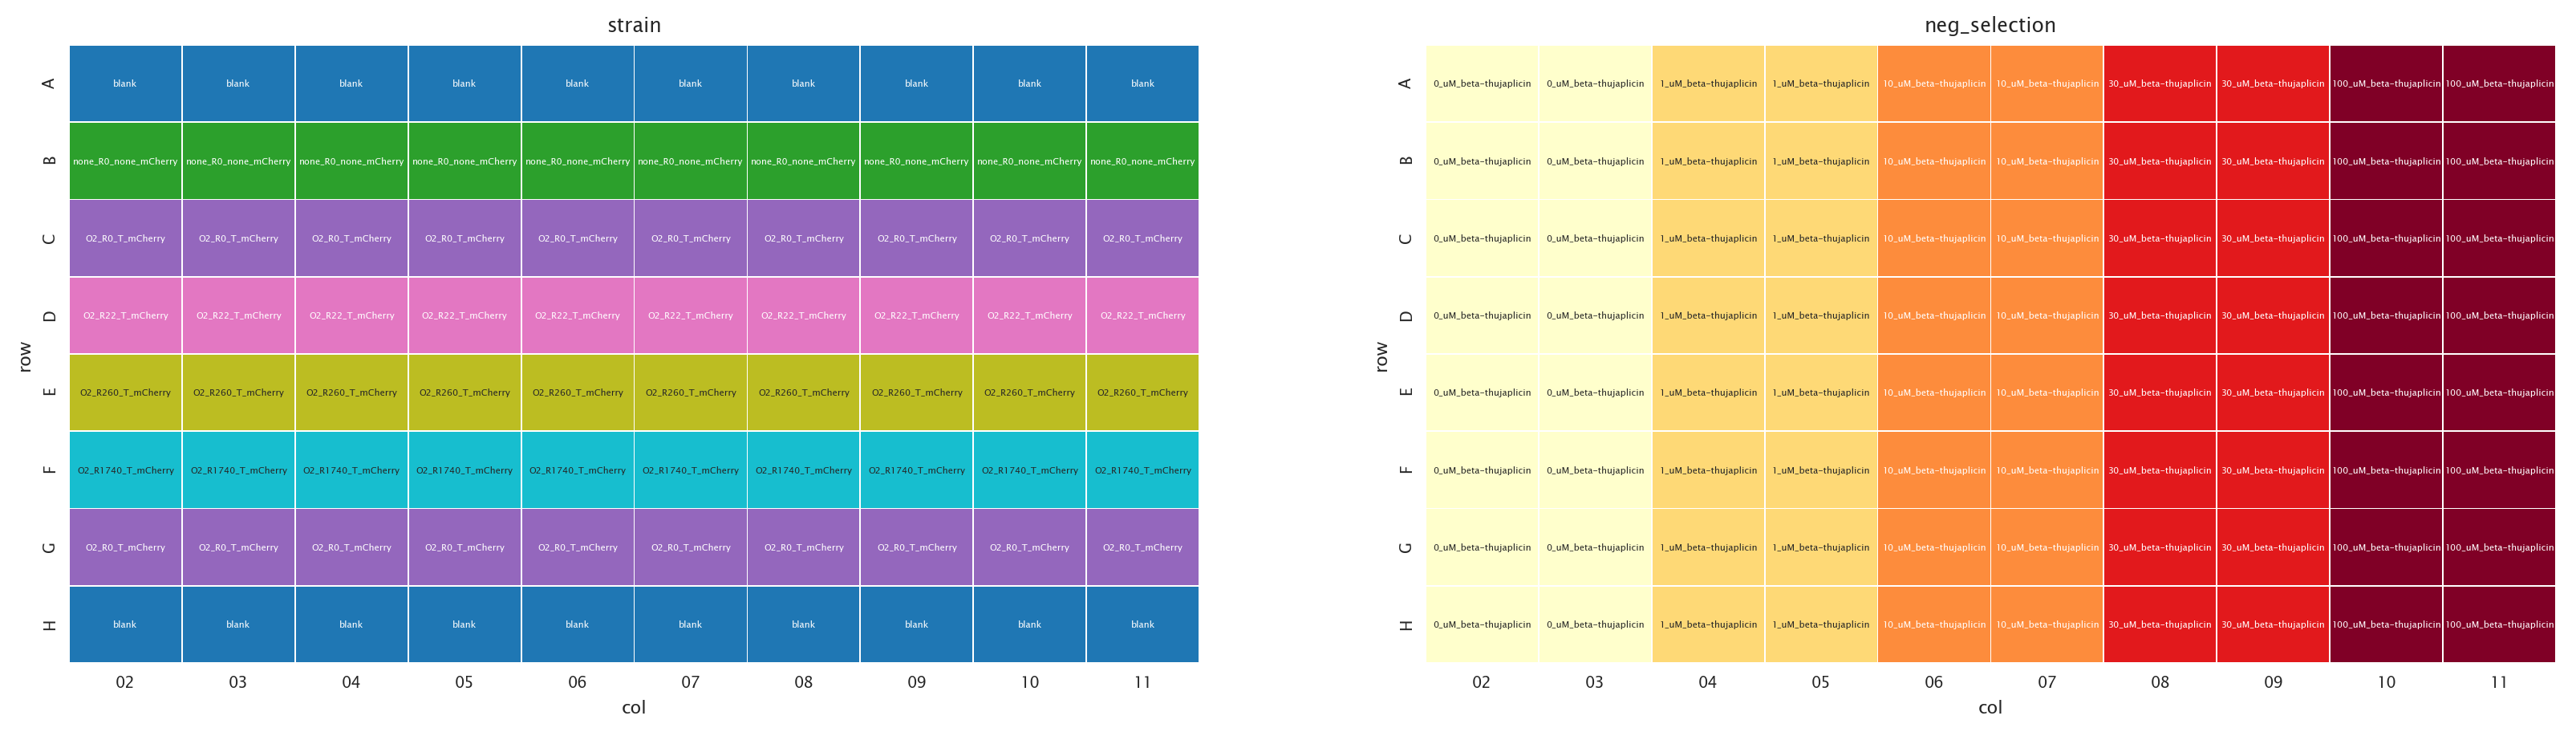 strain
A
blank blank blank blank blank blank blank blank blank blank
B
none_R0_none_mCherry none_R0_none_mCherry none_R0_none_mCherry none_R0_none_mCherry none_R0_none_mCherry none_R0_none_mCherry none_R0_none_mCherry none_R0_none_mCherry none_R0_none_mCherry none_R0_none_mCherry
C
O2_R0_T_mCherry O2_R0_T_mCherry O2_R0_T_mCherry O2_R0_T_mCherry O2_R0_T_mCherry O2_R0_T_mCherry O2_R0_T_mCherry O2_R0_T_mCherry O2_R0_T_mCherry O2_R0_T_mCherry
D
O2_R22_T_mCherry O2_R22_T_mCherry O2_R22_T_mCherry O2_R22_T_mCherry O2_R22_T_mCherry O2_R22_T_mCherry O2_R22_T_mCherry O2_R22_T_mCherry O2_R22_T_mCherry O2_R22_T_mCherry
row
E
O2_R260_T_mCherry O2_R260_T_mCherry O2_R260_T_mCherry O2_R260_T_mCherry O2_R260_T_mCherry O2_R260_T_mCherry O2_R260_T_mCherry O2_R260_T_mCherry O2_R260_T_mCherry O2_R260_T_mCherry
F
O2_R1740_T_mCherry O2_R1740_T_mCherry O2_R1740_T_mCherry O2_R1740_T_mCherry O2_R1740_T_mCherry O2_R1740_T_mCherry O2_R1740_T_mCherry O2_R1740_T_mCherry O2_R1740_T_mCherry O2_R1740_T_mCherry
G
O2_R0_T_mCherry O2_R0_T_mCherry O2_R0_T_mCherry O2_R0_T_mCherry O2_R0_T_mCherry O2_R0_T_mCherry O2_R0_T_mCherry O2_R0_T_mCherry O2_R0_T_mCherry O2_R0_T_mCherry
H
blank blank blank blank blank blank blank blank blank blank
02 03 04 05 06 07 08 09 10 11
col
neg_selection
A
0_uM_beta-thujaplicin 0_uM_beta-thujaplicin 1_uM_beta-thujaplicin 1_uM_beta-thujaplicin 10_uM_beta-thujaplicin 10_uM_beta-thujaplicin 30_uM_beta-thujaplicin 30_uM_beta-thujaplicin 100_uM_beta-thujaplicin 100_uM_beta-thujaplicin
B
0_uM_beta-thujaplicin 0_uM_beta-thujaplicin 1_uM_beta-thujaplicin 1_uM_beta-thujaplicin 10_uM_beta-thujaplicin 10_uM_beta-thujaplicin 30_uM_beta-thujaplicin 30_uM_beta-thujaplicin 100_uM_beta-thujaplicin 100_uM_beta-thujaplicin
C
0_uM_beta-thujaplicin 0_uM_beta-thujaplicin 1_uM_beta-thujaplicin 1_uM_beta-thujaplicin 10_uM_beta-thujaplicin 10_uM_beta-thujaplicin 30_uM_beta-thujaplicin 30_uM_beta-thujaplicin 100_uM_beta-thujaplicin 100_uM_beta-thujaplicin
D
0_uM_beta-thujaplicin 0_uM_beta-thujaplicin 1_uM_beta-thujaplicin 1_uM_beta-thujaplicin 10_uM_beta-thujaplicin 10_uM_beta-thujaplicin 30_uM_beta-thujaplicin 30_uM_beta-thujaplicin 100_uM_beta-thujaplicin 100_uM_beta-thujaplicin
row
E
0_uM_beta-thujaplicin 0_uM_beta-thujaplicin 1_uM_beta-thujaplicin 1_uM_beta-thujaplicin 10_uM_beta-thujaplicin 10_uM_beta-thujaplicin 30_uM_beta-thujaplicin 30_uM_beta-thujaplicin 100_uM_beta-thujaplicin 100_uM_beta-thujaplicin
F
0_uM_beta-thujaplicin 0_uM_beta-thujaplicin 1_uM_beta-thujaplicin 1_uM_beta-thujaplicin 10_uM_beta-thujaplicin 10_uM_beta-thujaplicin 30_uM_beta-thujaplicin 30_uM_beta-thujaplicin 100_uM_beta-thujaplicin 100_uM_beta-thujaplicin
G
0_uM_beta-thujaplicin 0_uM_beta-thujaplicin 1_uM_beta-thujaplicin 1_uM_beta-thujaplicin 10_uM_beta-thujaplicin 10_uM_beta-thujaplicin 30_uM_beta-thujaplicin 30_uM_beta-thujaplicin 100_uM_beta-thujaplicin 100_uM_beta-thujaplicin
H
0_uM_beta-thujaplicin 0_uM_beta-thujaplicin 1_uM_beta-thujaplicin 1_uM_beta-thujaplicin 10_uM_beta-thujaplicin 10_uM_beta-thujaplicin 30_uM_beta-thujaplicin 30_uM_beta-thujaplicin 100_uM_beta-thujaplicin 100_uM_beta-thujaplicin
02 03 04 05 06 07 08 09 10 11
col